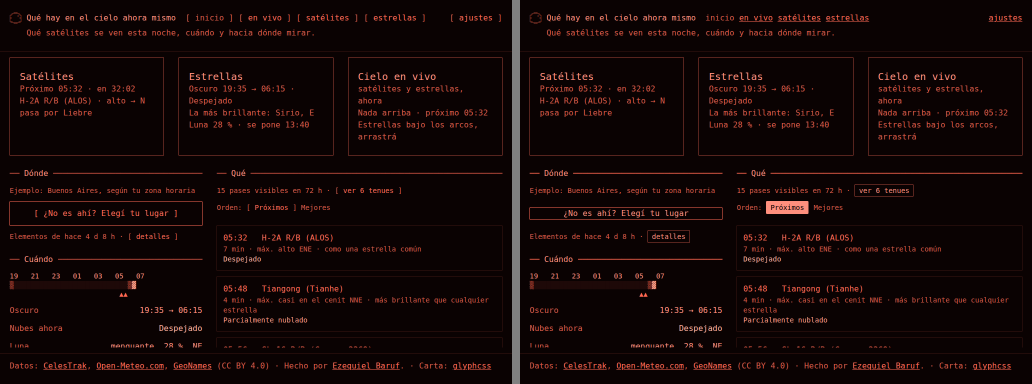 Qué hay en el cielo ahora mismo [ inicio ] [ en vivo ] [ satélites ] [ estrellas ] [ ajustes ]
Qué satélites se ven esta noche, cuándo y hacia dónde mirar.
Satélites
Próximo 05:32 · en 32:02
H-2A R/B (ALOS) · alto → N
pasa por Liebre
Estrellas
Oscuro 19:35 → 06:15 ·
Despejado
La más brillante: Sirio, E
Luna 28 % · se pone 13:40
Cielo en vivo
satélites y estrellas,
ahora
Nada arriba · próximo 05:32
Estrellas bajo los arcos,
arrastrá
Dónde
Ejemplo: Buenos Aires, según tu zona horaria
[ ¿No es ahí? Elegí tu lugar ]
Elementos de hace 4 d 8 h · [ detalles ]
Cuándo
19 21 23 01 03 05 07
▲▲
Oscuro 19:35 → 06:15
Nubes ahora Despejado
Luna menguante, 28 %, NE
Qué
15 pases visibles en 72 h · [ ver 6 tenues ]
Orden: [ Próximos ] Mejores
05:32 H-2A R/B (ALOS)
7 min · máx. alto ENE · como una estrella común
Despejado
05:48 Tiangong (Tianhe)
4 min · máx. casi en el cenit NNE · más brillante que cualquier
estrella
Parcialmente nublado
Datos: CelesTrak, Open-Meteo.com, GeoNames (CC BY 4.0) · Hecho por Ezequiel Baruf. · Carta: glyphcss
Qué hay en el cielo ahora mismo inicio en vivo satélites estrellas ajustes
Qué satélites se ven esta noche, cuándo y hacia dónde mirar.
Satélites
Próximo 05:32 · en 32:02
H-2A R/B (ALOS) · alto → N
pasa por Liebre
Estrellas
Oscuro 19:35 → 06:15 ·
Despejado
La más brillante: Sirio, E
Luna 28 % · se pone 13:40
Cielo en vivo
satélites y estrellas,
ahora
Nada arriba · próximo 05:32
Estrellas bajo los arcos,
arrastrá
Dónde
Ejemplo: Buenos Aires, según tu zona horaria
¿No es ahí? Elegí tu lugar
Elementos de hace 4 d 8 h · detalles
Cuándo
19 21 23 01 03 05 07
▲▲
Oscuro 19:35 → 06:15
Nubes ahora Despejado
Luna menguante, 28 %, NE
Qué
15 pases visibles en 72 h · ver 6 tenues
Orden: Próximos Mejores
05:32 H-2A R/B (ALOS)
7 min · máx. alto ENE · como una estrella común
Despejado
05:48 Tiangong (Tianhe)
4 min · máx. casi en el cenit NNE · más brillante que cualquier
estrella
Parcialmente nublado
Datos: CelesTrak, Open-Meteo.com, GeoNames (CC BY 4.0) · Hecho por Ezequiel Baruf. · Carta: glyphcss